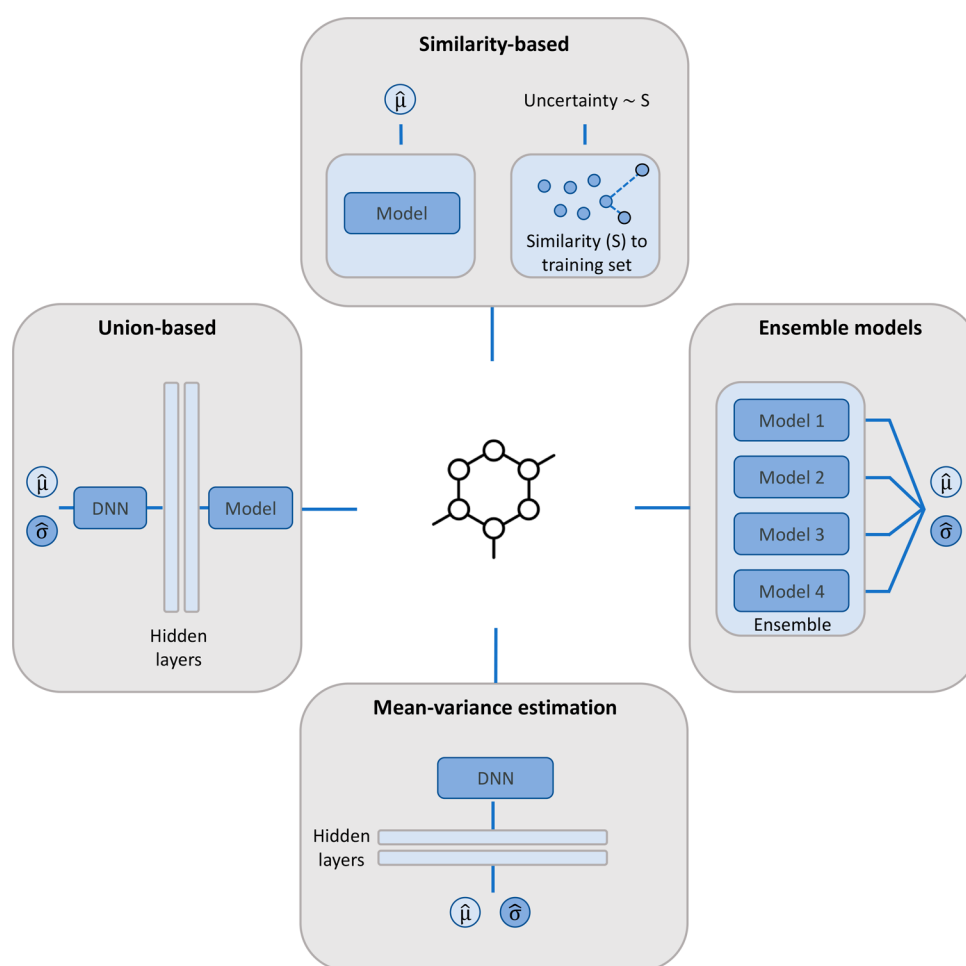 Similarity-based
μ̂
Uncertainty ~ S
Model
Similarity (S) to
training set
Union-based
μ̂
σ̂
DNN
Model
Hidden
layers
Ensemble models
Model 1
Model 2
Model 3
Model 4
Ensemble
μ̂
σ̂
Mean-variance estimation
DNN
Hidden
layers
μ̂ σ̂